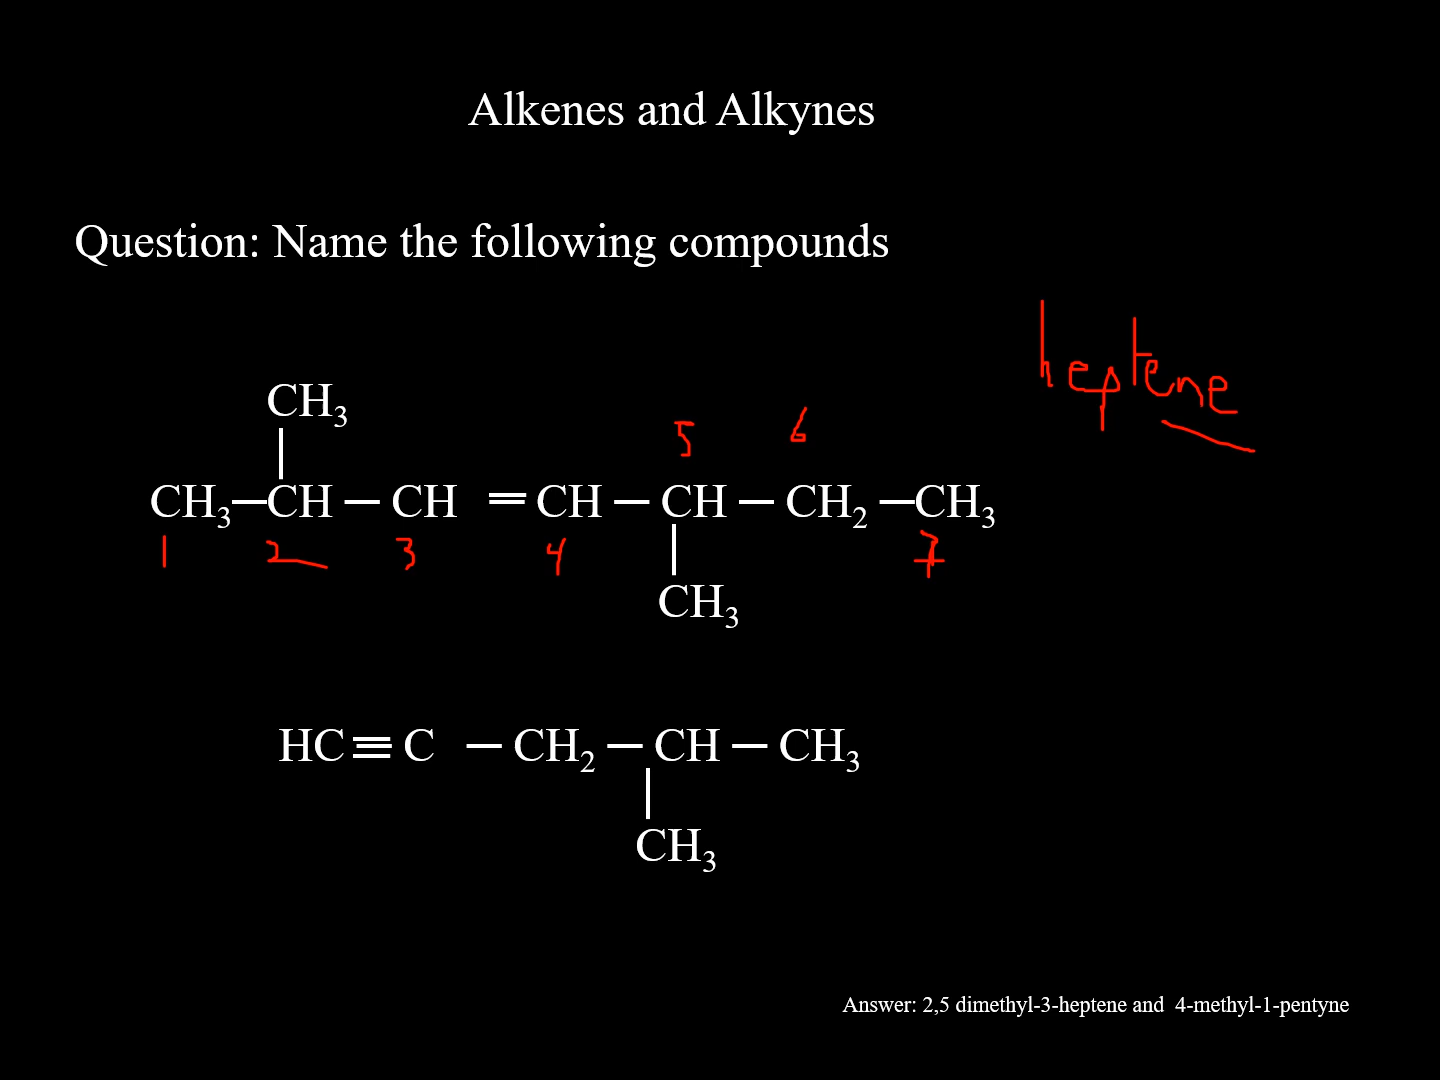 Alkenes and Alkynes
Question: Name the following compounds
heptene
CH₃
5 6
CH₃—CH—CH=CH—CH—CH₂—CH₃
1 2 3 4 7
CH₃
HC≡C—CH₂—CH—CH₃
CH₃
Answer: 2,5 dimethyl-3-heptene and 4-methyl-1-pentyne